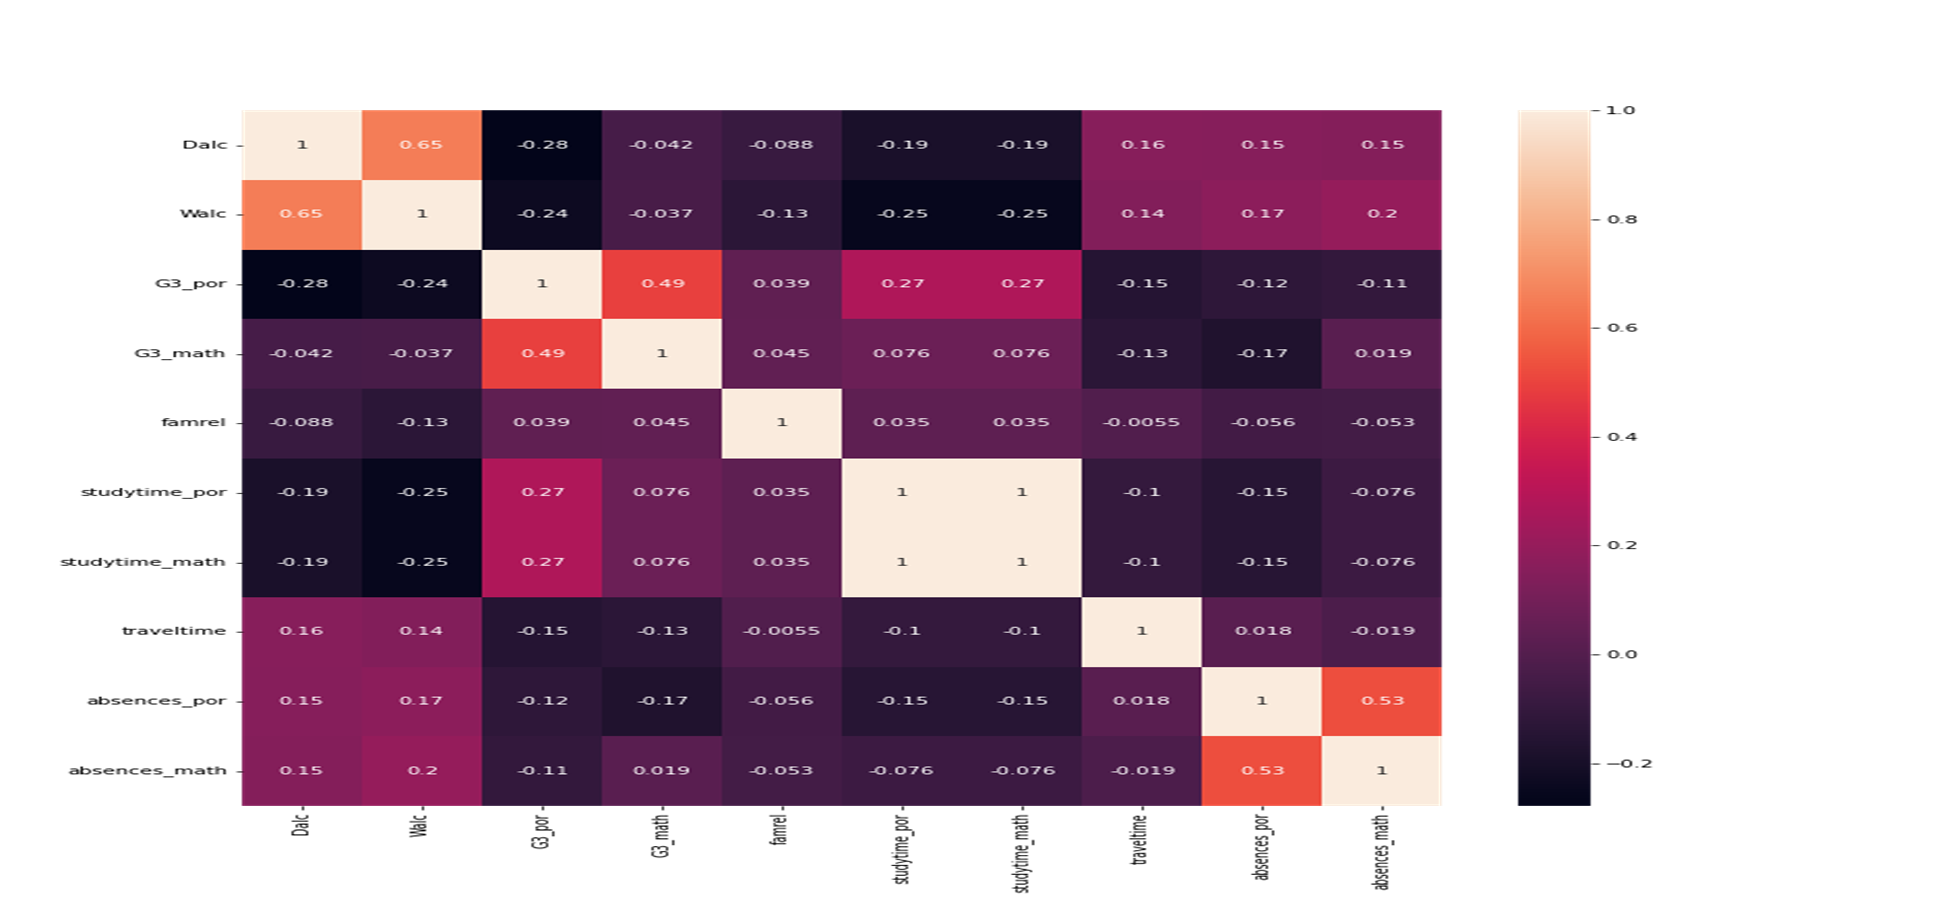 1.0
Dalc 1 0.65 -0.28 -0.042 -0.088 -0.19 -0.19 0.16 0.15 0.15
Walc 0.65 1 -0.24 -0.037 -0.13 -0.25 -0.25 0.14 0.17 0.2
0.8
G3_por -0.28 -0.24 1 0.49 0.039 0.27 0.27 -0.15 -0.12 -0.11
0.6
G3_math -0.042 -0.037 0.49 1 0.045 0.076 0.076 -0.13 -0.17 0.019
famrel -0.088 -0.13 0.039 0.045 1 0.035 0.035 -0.0055 -0.056 -0.053
0.4
studytime_por -0.19 -0.25 0.27 0.076 0.035 1 1 -0.1 -0.15 -0.076
0.2
studytime_math -0.19 -0.25 0.27 0.076 0.035 1 1 -0.1 -0.15 -0.076
traveltime 0.16 0.14 -0.15 -0.13 -0.0055 -0.1 -0.1 1 0.018 -0.019
0.0
absences_por 0.15 0.17 -0.12 -0.17 -0.056 -0.15 -0.15 0.018 1 0.53
−0.2
absences_math 0.15 0.2 -0.11 0.019 -0.053 -0.076 -0.076 -0.019 0.53 1
Dalc Walc G3_por G3_math famrel studytime_por studytime_math traveltime absences_por absences_math